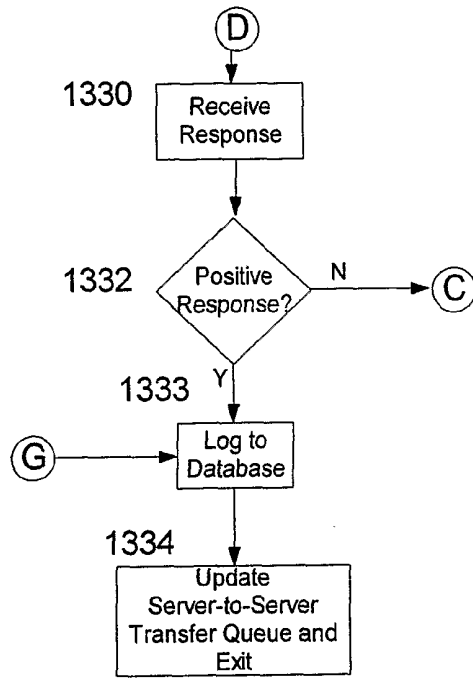 D
1330
Receive
Response
1332
Positive
Response?
N
C
Y
1333
Log to
Database
G
1334
Update
Server-to-Server
Transfer Queue and
Exit